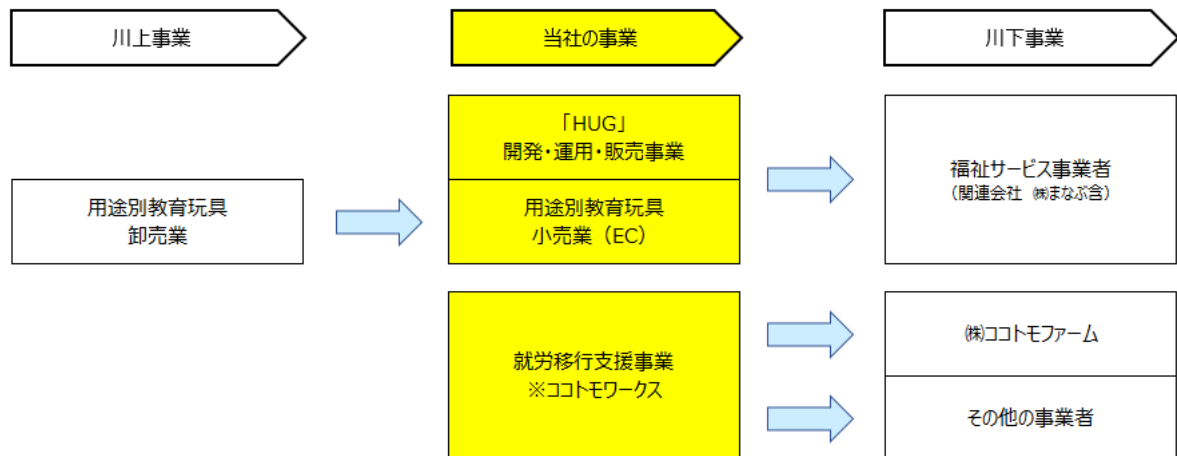 川上事業
当社の事業
川下事業
「HUG」
開発・運用・販売事業
福祉サービス事業者
（関連会社 ㈱まなぶ含）
用途別教育玩具
卸売業
用途別教育玩具
小売業（EC）
就労移行支援事業
※ココトモワークス
㈱ココトモファーム
その他の事業者